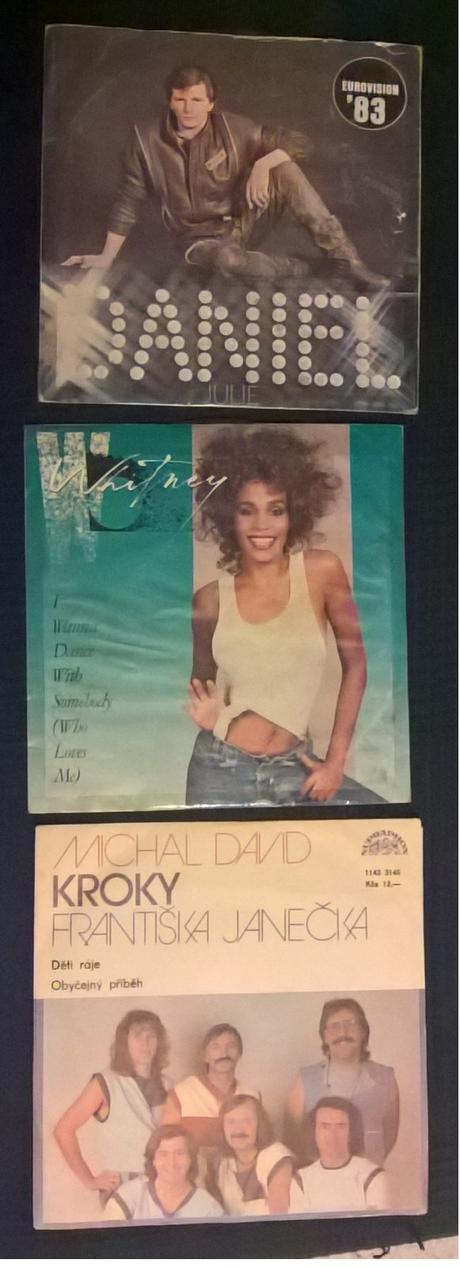 EUROVISION
'83
DANIEL
JULIE
Whitney
I
Wanna
Dance
With
Somebody
(Who
Loves
Me)
MICHAL DAVID
SUPRAPHON
1143 3146
Kčs 12,—
KROKY
FRANTIŠKA JANEČKA
Děti ráje
Obyčejný příběh